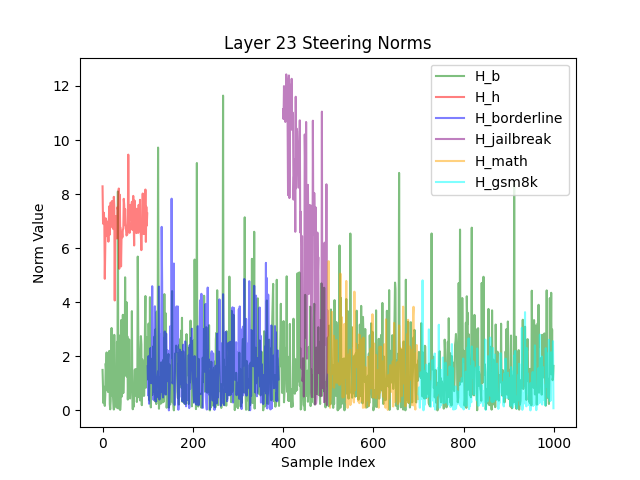 Layer 23 Steering Norms
Norm Value
12
10
8
6
4
2
0
H_b
H_h
H_borderline
H_jailbreak
H_math
H_gsm8k
0
200
400
600
800
1000
Sample Index